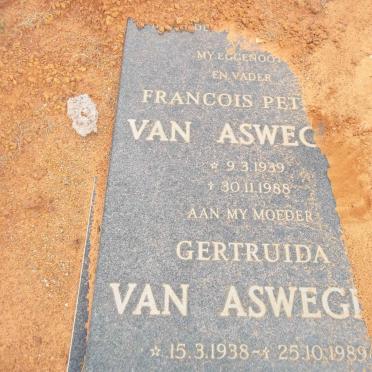 MY EGGENOOT
EN VADER
FRANCOIS PET
VAN ASWEG
☆ 9.3.1939
✝ 30.11.1988
AAN MY MOEDER
GERTRUIDA
VAN ASWEGE
☆ 15.3.1938 – ✝ 25.10.1989